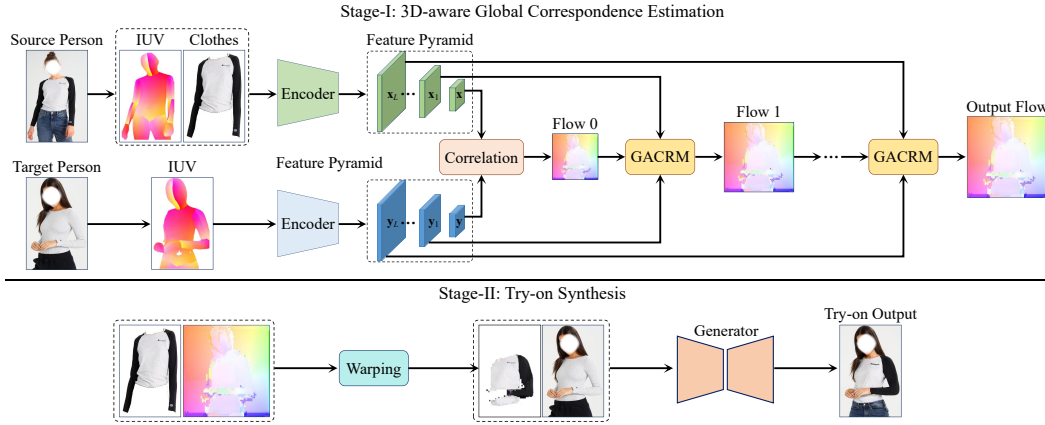 Stage-I: 3D-aware Global Correspondence Estimation
Source Person
IUV
Clothes
Encoder
Feature Pyramid
x_L
...
x_1
x
Flow 0
Flow 1
Output Flow
Correlation
GACRM
...
GACRM
Target Person
IUV
Encoder
Feature Pyramid
y_L
...
y_1
y
Stage-II: Try-on Synthesis
Warping
Generator
Try-on Output